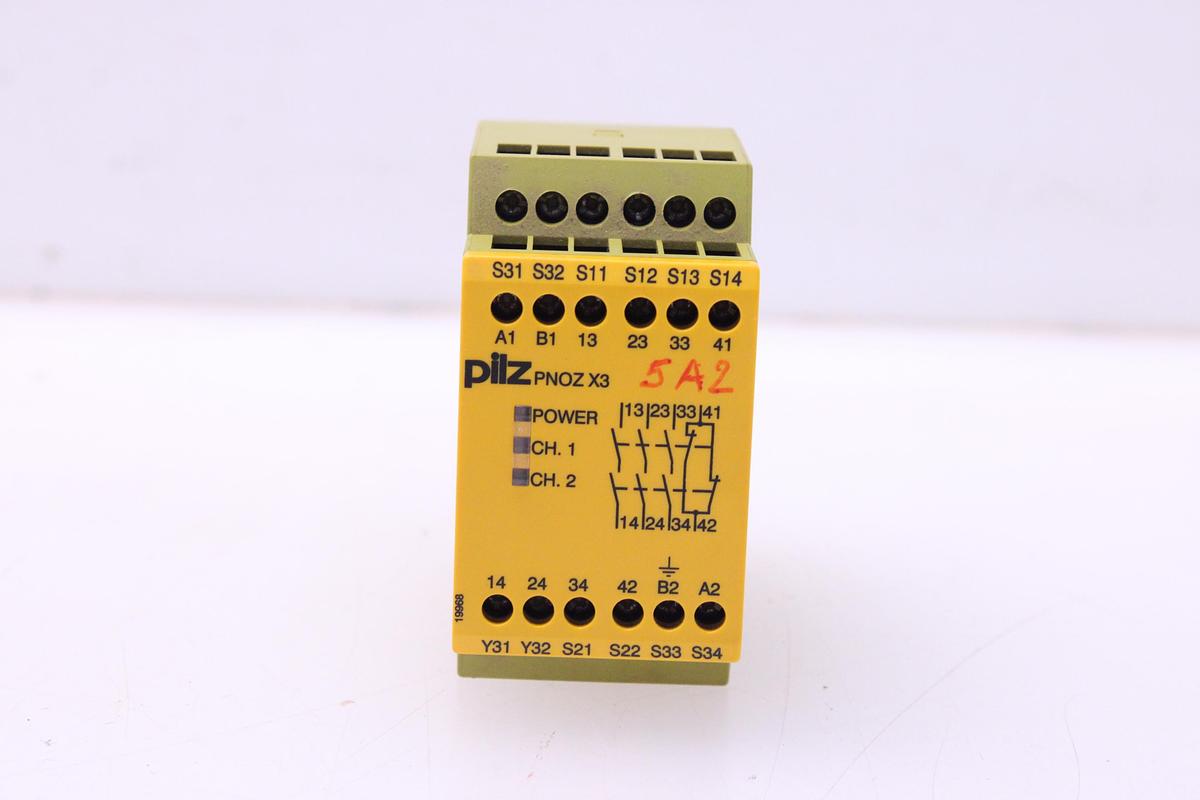 S31 S32 S11 S12 S13 S14
A1 B1 13 23 33 41
pilz PNOZ X3 5A2
POWER
CH. 1
CH. 2
13 23 33 41
14 24 34 42
14 24 34 42 B2 A2
19968
Y31 Y32 S21 S22 S33 S34